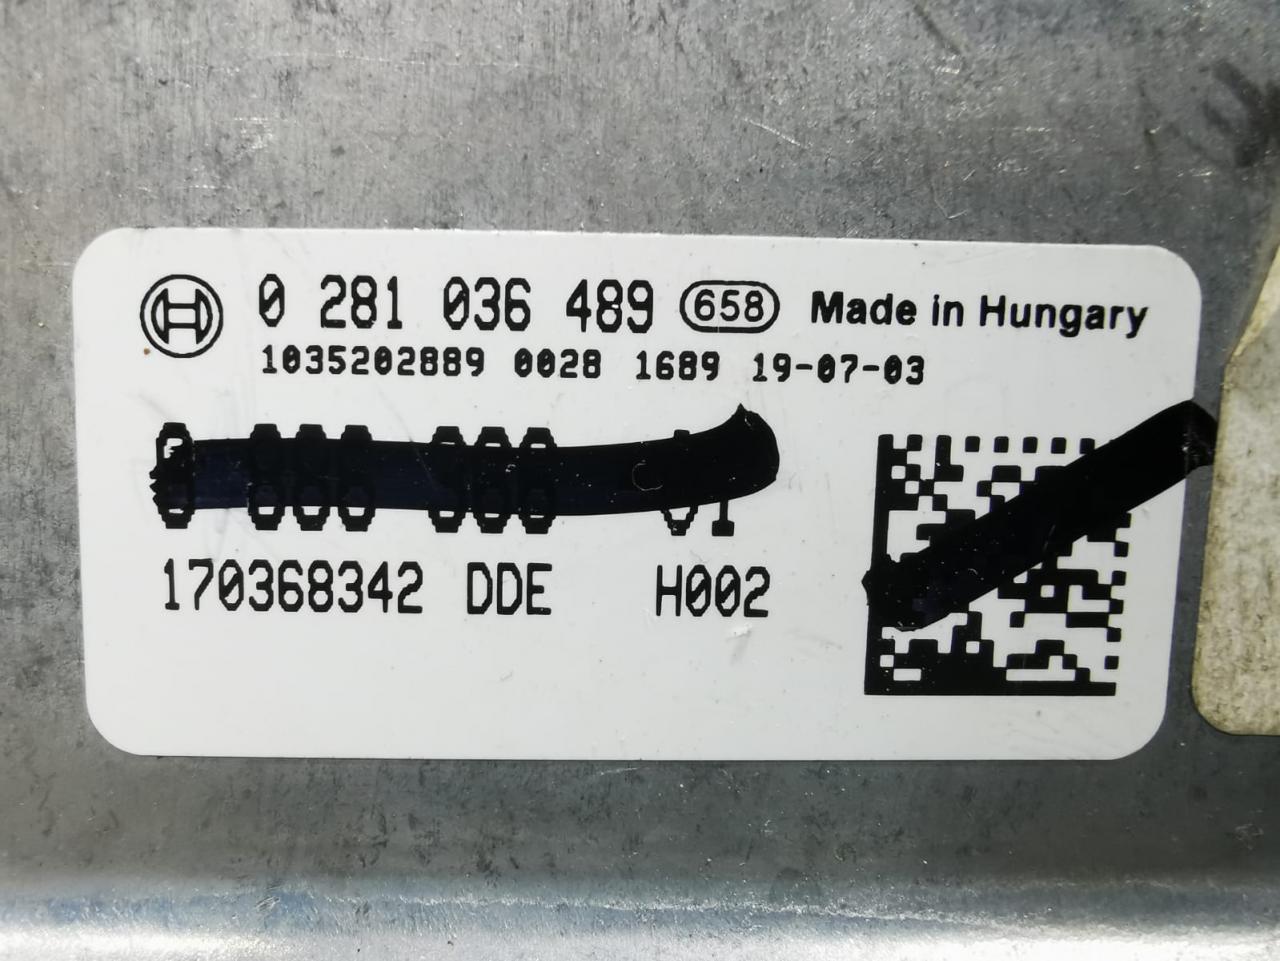 0 281 036 489 658 Made in Hungary
1035202889 0028 1689 19-07-03
170368342 DDE H002